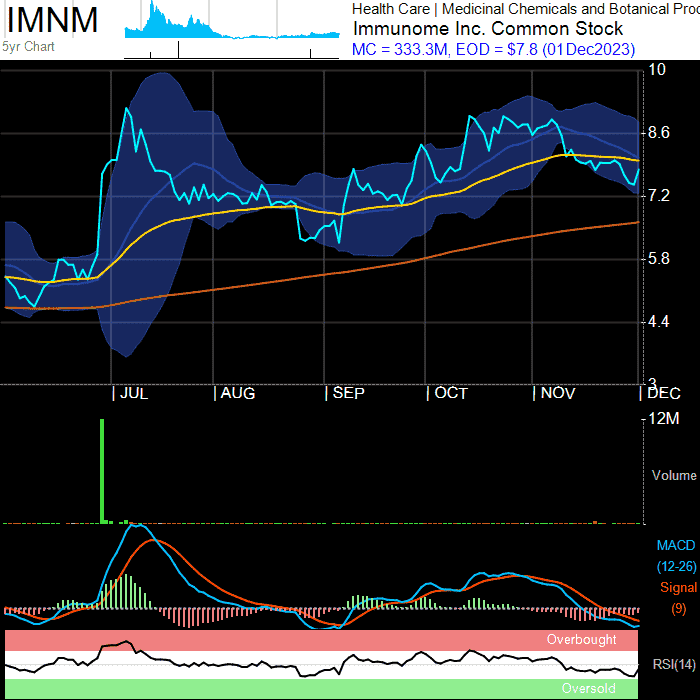 IMNM
5yr Chart
Health Care | Medicinal Chemicals and Botanical
Immunome Inc. Common Stock
MC = 333.3M, EOD = $7.8 (01Dec2023)
10
8.6
7.2
5.8
4.4
3
JUL AUG SEP OCT NOV DEC
12M
Volume
MACD
(12-26)
Signal
(9)
Overbought
RSI(14)
Oversold